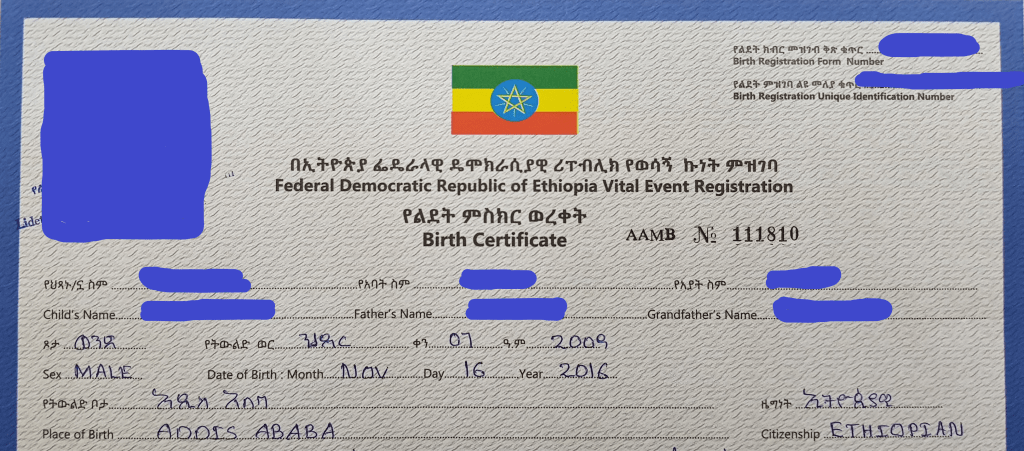 የልደት ክብር መዝገብ ቅጽ ቁጥር
Birth Registration Form Number
የልደት ምዝገባ ልዩ መለያ ቁጥር
Birth Registration Unique Identification Number
በኢትዮጵያ ፌዴራላዊ ዴሞክራሲያዊ ሪፐብሊክ የወሳኝ ኩነት ምዝገባ
Federal Democratic Republic of Ethiopia Vital Event Registration
የልደት ምስክር ወረቀት
Birth Certificate AAMB № 111810
የህጻኑ/ኗ ስም የአባት ስም የአያት ስም
Child's Name Father's Name Grandfather's Name
ጾታ ወንድ የትውልድ ወር ህዳር ቀን 07 ዓ.ም 2009
Sex MALE Date of Birth : Month NOV Day 16 Year 2016
የትውልድ ቦታ አዲስ አበባ ዜግነት ኢትዮጵያዊ
Place of Birth ADDIS ABABA Citizenship ETHIOPIAN